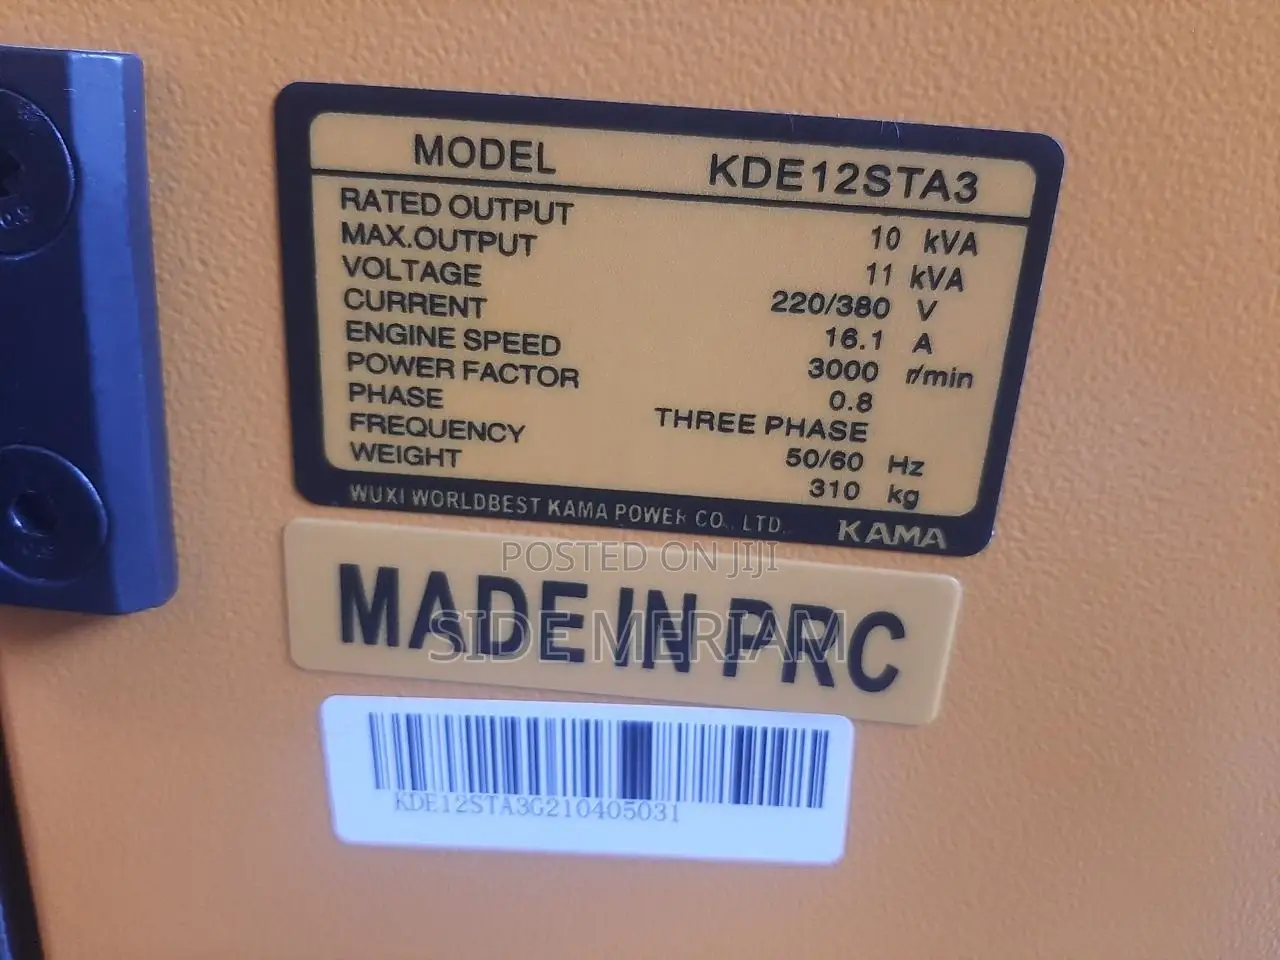 MODEL KDE12STA3
RATED OUTPUT 10 kVA
MAX.OUTPUT 11 kVA
VOLTAGE 220/380 V
CURRENT 16.1 A
ENGINE SPEED 3000 r/min
POWER FACTOR 0.8
PHASE THREE PHASE
FREQUENCY 50/60 Hz
WEIGHT 310 kg
WUXI WORLDBEST KAMA POWER CO., LTD. KAMA
POSTED ON JIJI
MADE IN PRC
SIDE MERIAM
KDE12STA3G210405031